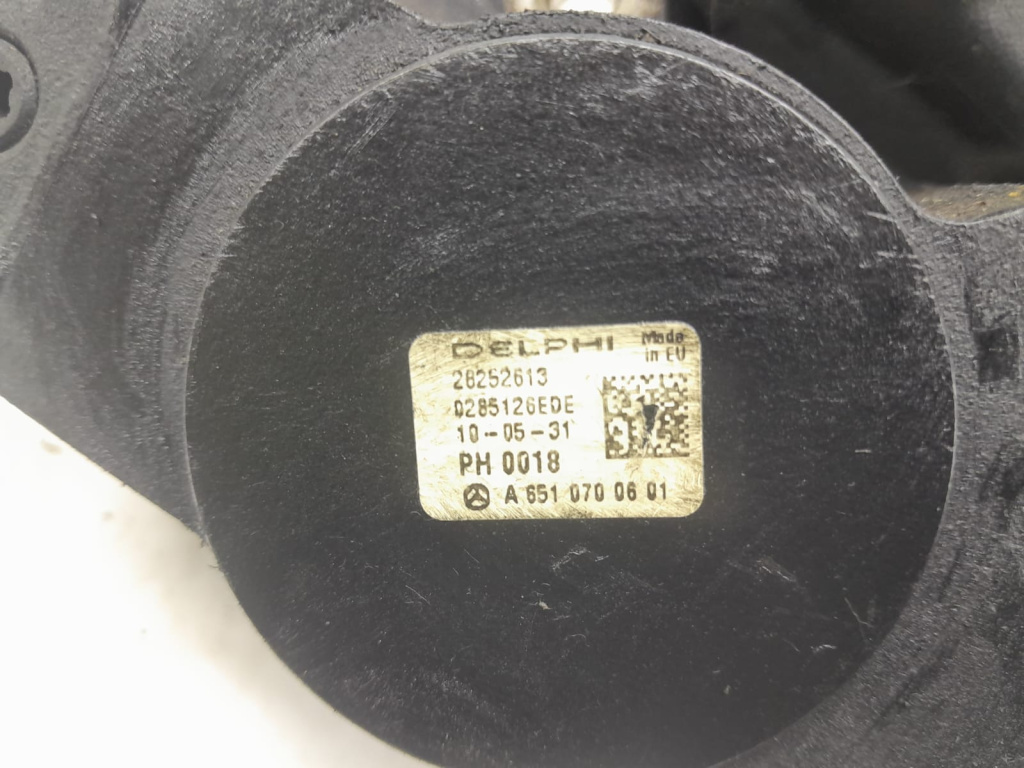 DELPHI
Made
in EU
28252613
0285126EDE
10-05-31
PH 0018
A 651 070 06 01